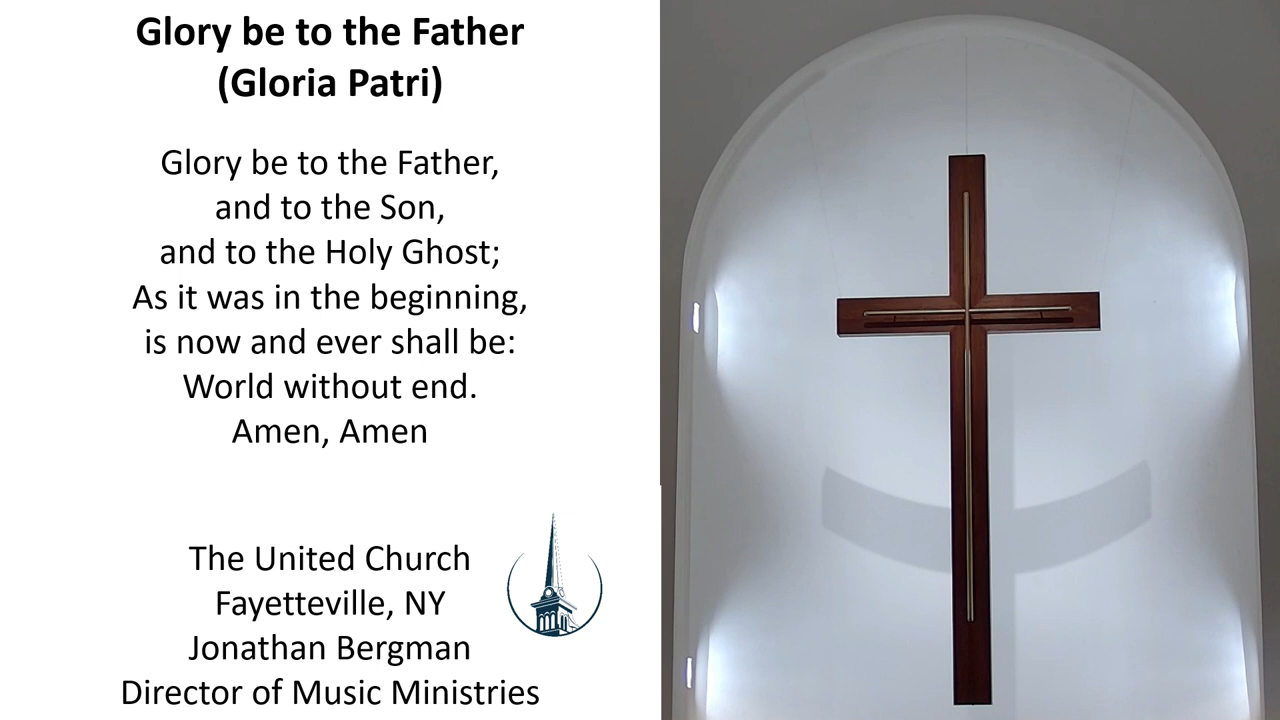 Glory be to the Father
(Gloria Patri)
Glory be to the Father,
and to the Son,
and to the Holy Ghost;
As it was in the beginning,
is now and ever shall be:
World without end.
Amen, Amen
The United Church
Fayetteville, NY
Jonathan Bergman
Director of Music Ministries